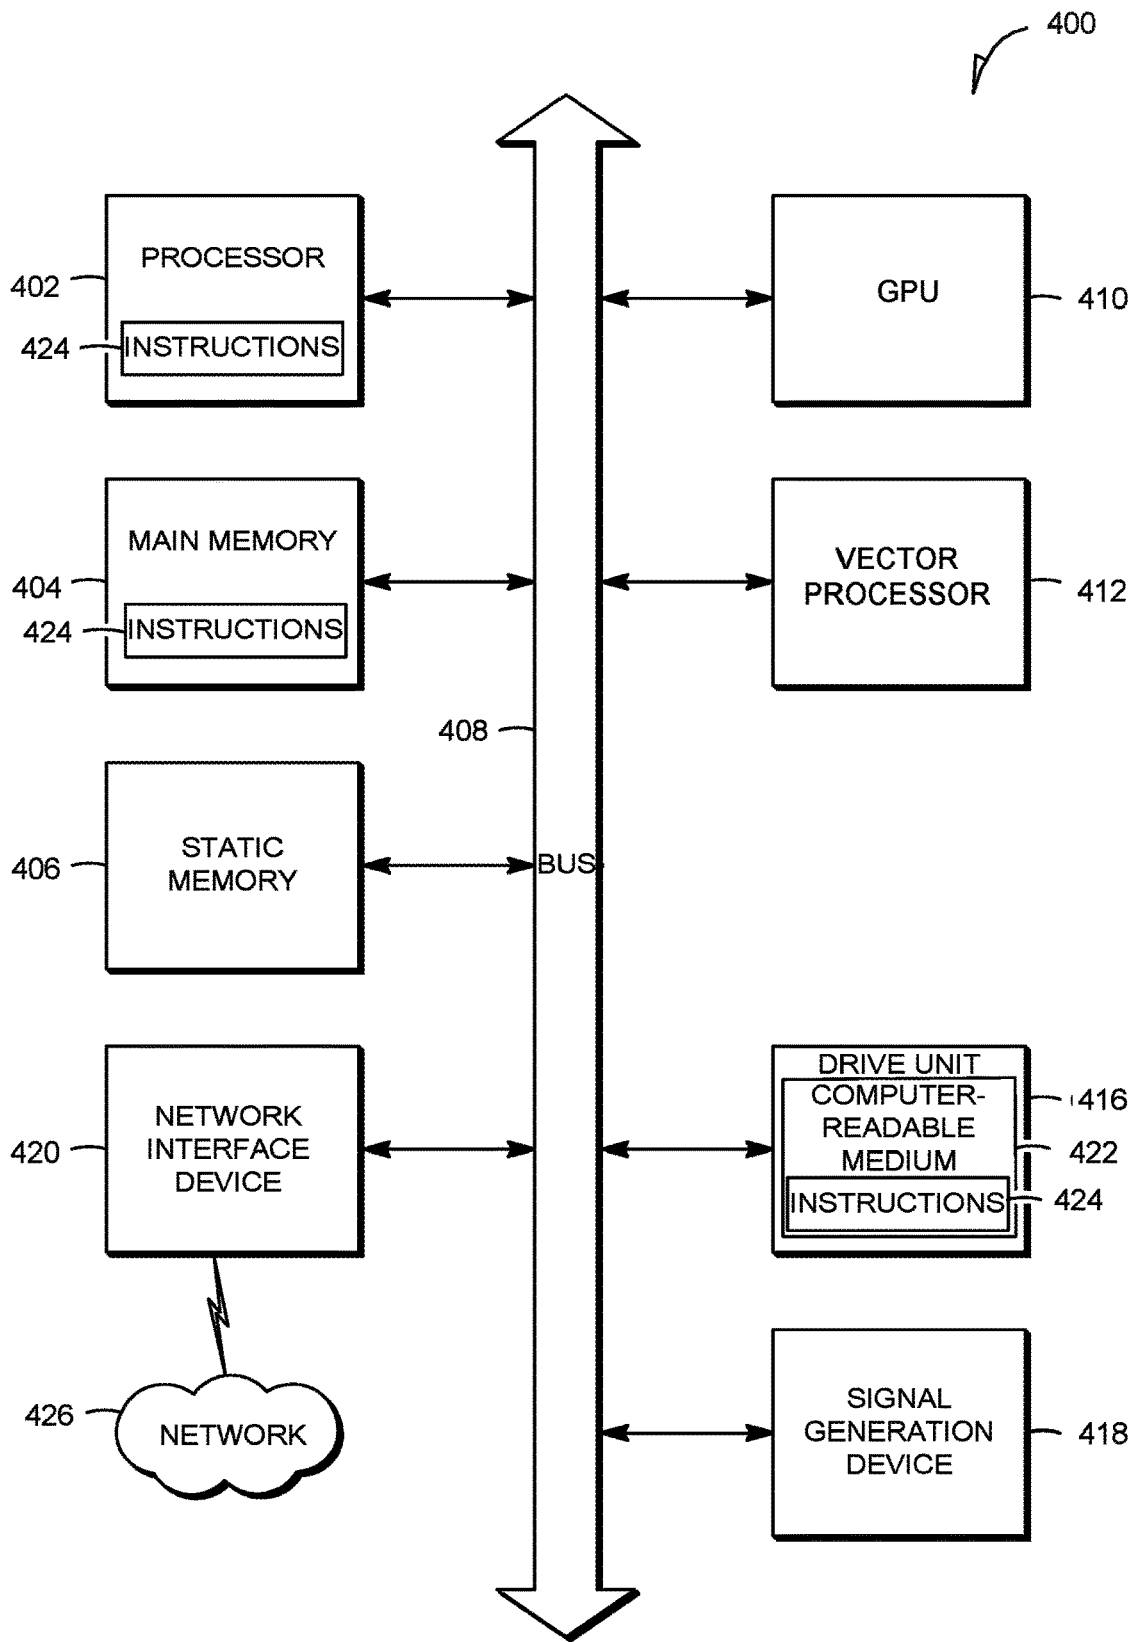 400
PROCESSOR
402
424
INSTRUCTIONS
GPU
410
MAIN MEMORY
404
424
INSTRUCTIONS
VECTOR
PROCESSOR
412
408
STATIC
MEMORY
406
BUS
NETWORK
INTERFACE
DEVICE
420
DRIVE UNIT
COMPUTER-
READABLE
MEDIUM
INSTRUCTIONS
416
422
424
426
NETWORK
SIGNAL
GENERATION
DEVICE
418